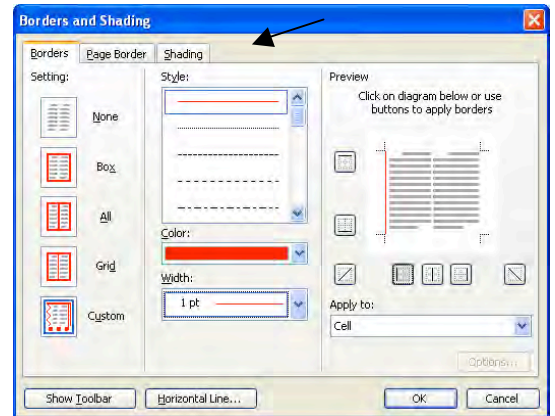 Borders and Shading
Borders Page Border Shading
Setting:
None
Box
All
Grid
Custom
Style:
Color:
Width:
1 pt
Preview
Click on diagram below or use
buttons to apply borders
Apply to:
Cell
Options...
Show Toolbar Horizontal Line... OK Cancel